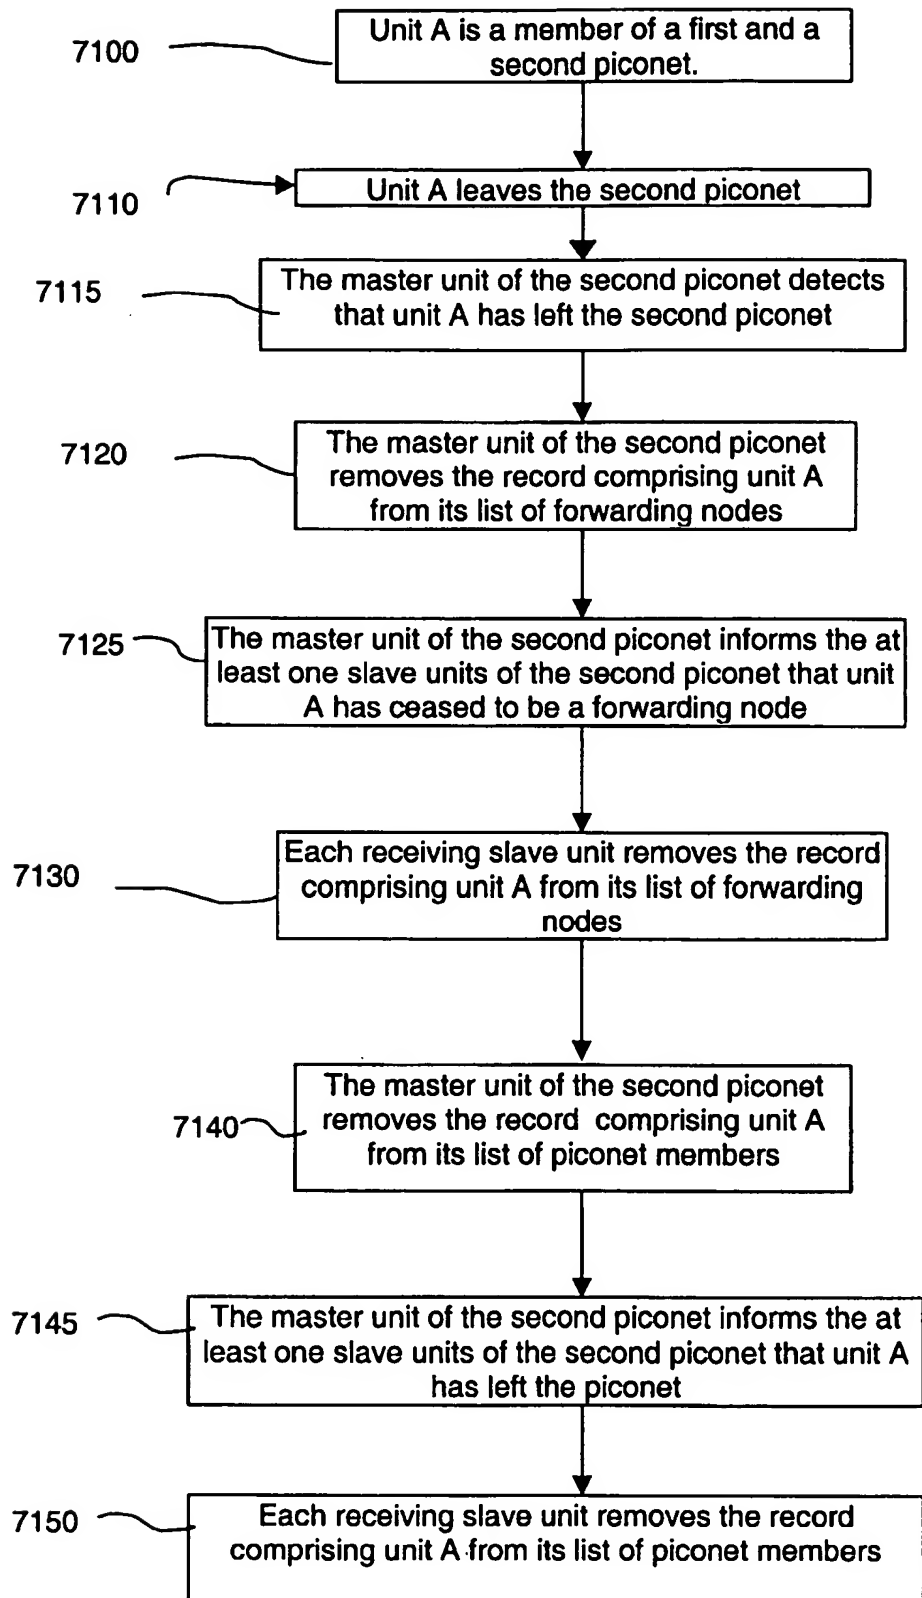 7100
Unit A is a member of a first and a
second piconet.
7110
Unit A leaves the second piconet
7115
The master unit of the second piconet detects
that unit A has left the second piconet
7120
The master unit of the second piconet
removes the record comprising unit A
from its list of forwarding nodes
7125
The master unit of the second piconet informs the at
least one slave units of the second piconet that unit
A has ceased to be a forwarding node
7130
Each receiving slave unit removes the record
comprising unit A from its list of forwarding
nodes
7140
The master unit of the second piconet
removes the record comprising unit A
from its list of piconet members
7145
The master unit of the second piconet informs the at
least one slave units of the second piconet that unit A
has left the piconet
7150
Each receiving slave unit removes the record
comprising unit A from its list of piconet members